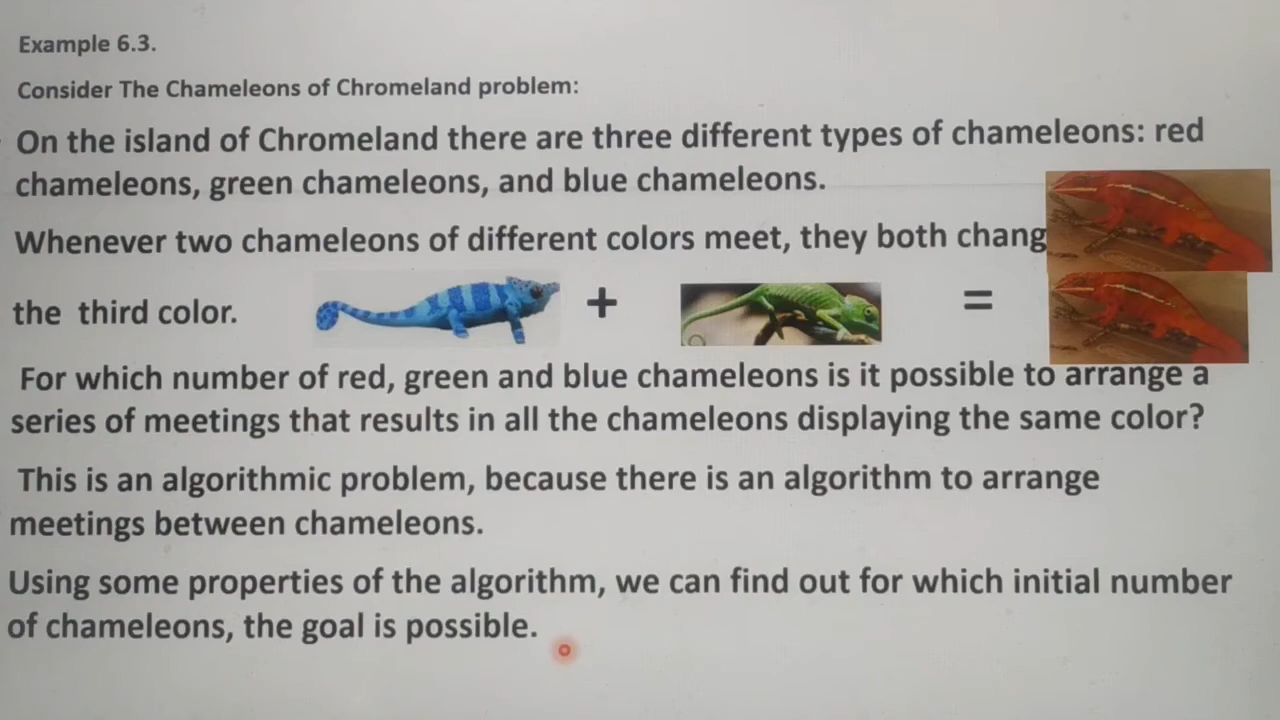 Example 6.3.
Consider The Chameleons of Chromeland problem:
On the island of Chromeland there are three different types of chameleons: red
chameleons, green chameleons, and blue chameleons.
Whenever two chameleons of different colors meet, they both chang
the third color. + =
For which number of red, green and blue chameleons is it possible to arrange a
series of meetings that results in all the chameleons displaying the same color?
This is an algorithmic problem, because there is an algorithm to arrange
meetings between chameleons.
Using some properties of the algorithm, we can find out for which initial number
of chameleons, the goal is possible.